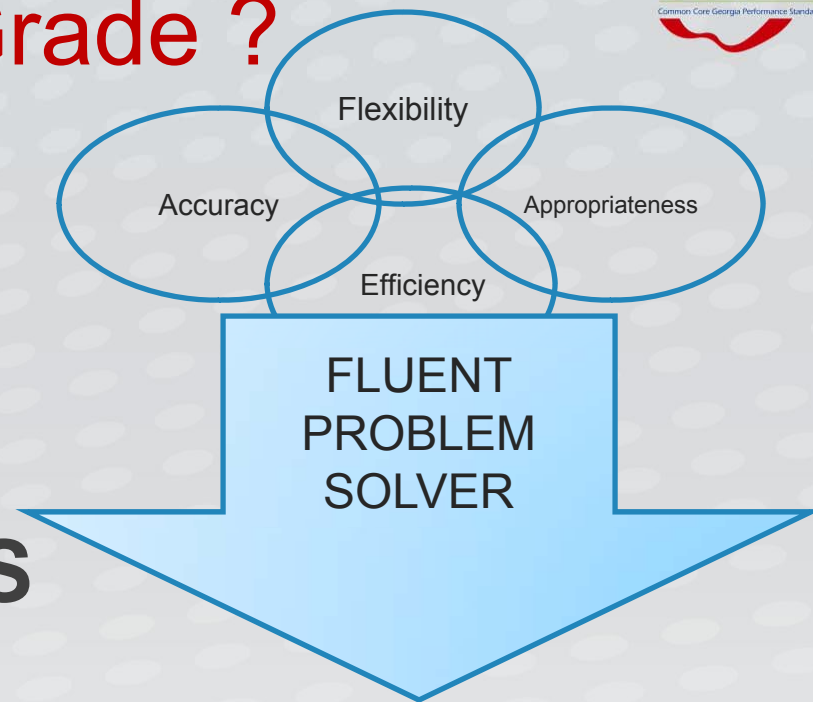 Grade ?
Common Core Georgia Performance Standa
Flexibility
Accuracy
Appropriateness
Efficiency
FLUENT
PROBLEM
SOLVER
s